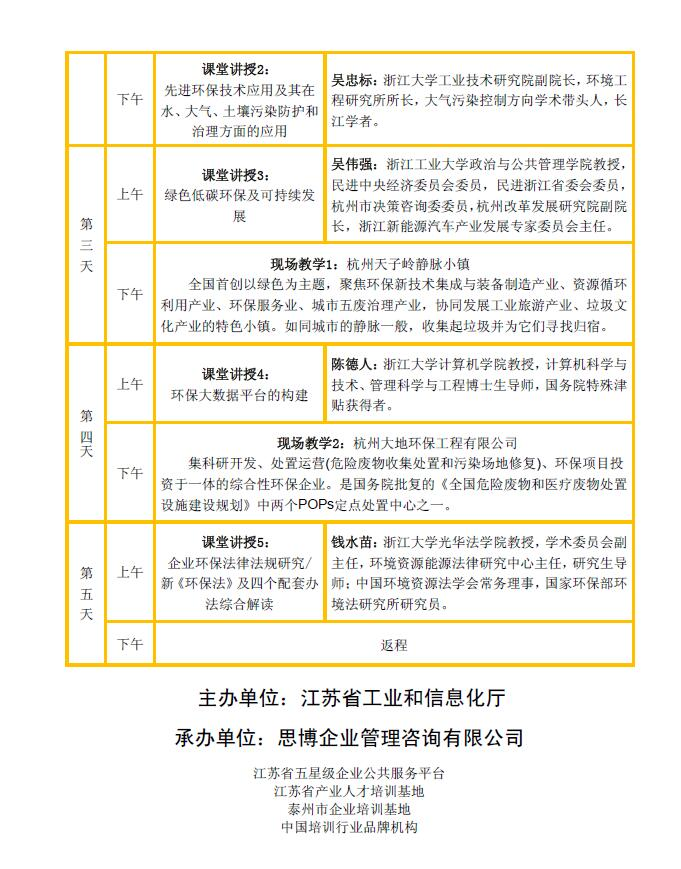 下午
课堂讲授2：
先进环保技术应用及其在
水、大气、土壤污染防护和
治理方面的应用
吴忠标：浙江大学工业技术研究院副院长，环境工
程研究所所长，大气污染控制方向学术带头人，长
江学者。
第
三
天
上午
课堂讲授3：
绿色低碳环保及可持续发
展
吴伟强：浙江工业大学政治与公共管理学院教授，
民进中央经济委员会委员，民进浙江省委会委员，
杭州市决策咨询委委员，杭州改革发展研究院副院
长，浙江新能源汽车产业发展专家委员会主任。
下午
现场教学1：杭州天子岭静脉小镇
全国首创以绿色为主题，聚焦环保新技术集成与装备制造产业、资源循环
利用产业、环保服务业、城市五废治理产业，协同发展工业旅游产业、垃圾文
化产业的特色小镇。如同城市的静脉一般，收集起垃圾并为它们寻找归宿。
第
四
天
上午
课堂讲授4：
环保大数据平台的构建
陈德人：浙江大学计算机学院教授，计算机科学与
技术、管理科学与工程博士生导师，国务院特殊津
贴获得者。
下午
现场教学2：杭州大地环保工程有限公司
集科研开发、处置运营(危险废物收集处置和污染场地修复)、环保项目投
资于一体的综合性环保企业。是国务院批复的《全国危险废物和医疗废物处置
设施建设规划》中两个POPs定点处置中心之一。
第
五
天
上午
课堂讲授5：
企业环保法律法规研究/
新《环保法》及四个配套办
法综合解读
钱水苗：浙江大学光华法学院教授，学术委员会副
主任，环境资源能源法律研究中心主任，研究生导
师；中国环境资源法学会常务理事，国家环保部环
境法研究所研究员。
下午
返程
主办单位：江苏省工业和信息化厅
承办单位：思博企业管理咨询有限公司
江苏省五星级企业公共服务平台
江苏省产业人才培训基地
泰州市企业培训基地
中国培训行业品牌机构